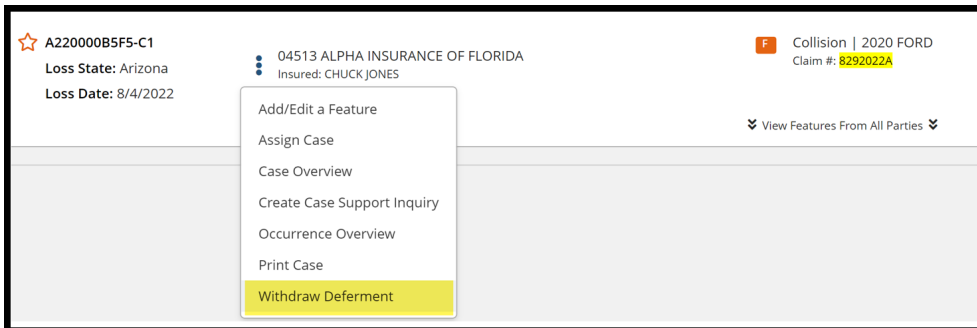 A220000B5F5-C1
Loss State: Arizona
Loss Date: 8/4/2022
04513 ALPHA INSURANCE OF FLORIDA
Insured: CHUCK JONES
F
Collision | 2020 FORD
Claim #: 8292022A
View Features From All Parties
Add/Edit a Feature
Assign Case
Case Overview
Create Case Support Inquiry
Occurrence Overview
Print Case
Withdraw Deferment